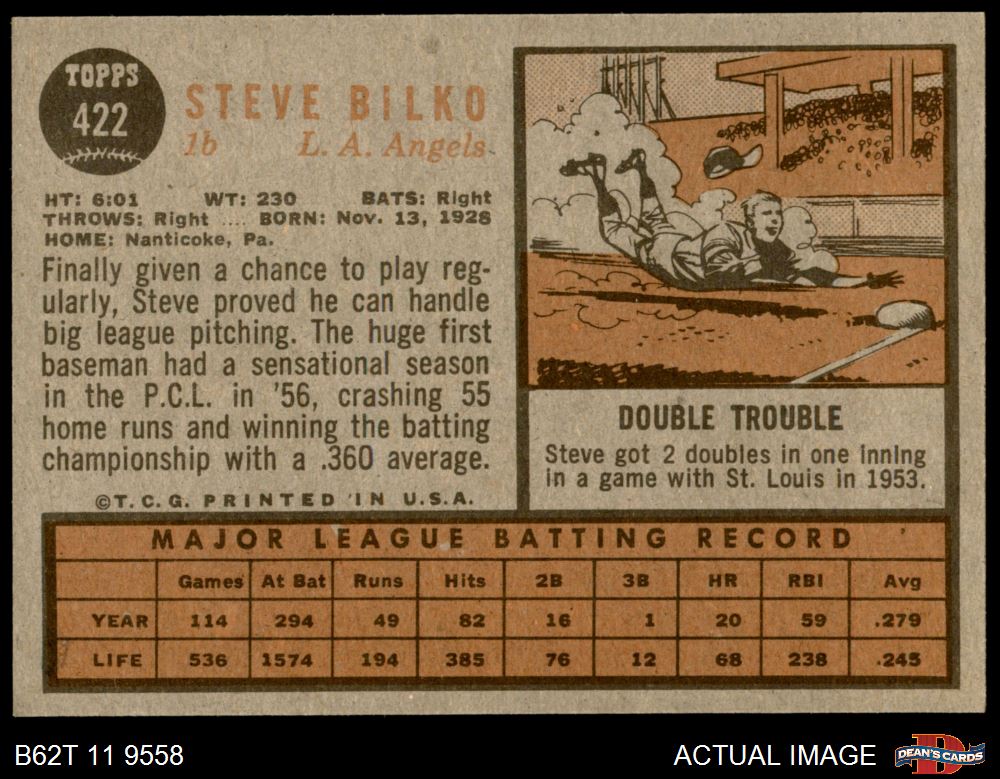 TOPPS
422
STEVE BILKO
1b L. A. Angels
HT: 6:01 WT: 230 BATS: Right
THROWS: Right .... BORN: Nov. 13, 1928
HOME: Nanticoke, Pa.
Finally given a chance to play reg-
ularly, Steve proved he can handle
big league pitching. The huge first
baseman had a sensational season
in the P.C.L. in '56, crashing 55
home runs and winning the batting
championship with a .360 average.
©T.C.G. PRINTED IN U.S.A.
DOUBLE TROUBLE
Steve got 2 doubles in one inning
in a game with St. Louis in 1953.
MAJOR LEAGUE BATTING RECORD
Games At Bat Runs Hits 2B 3B HR RBI Avg
YEAR 114 294 49 82 16 1 20 59 .279
LIFE 536 1574 194 385 76 12 68 238 .245
B62T 11 9558
ACTUAL IMAGE
D
DEAN'S CARDS